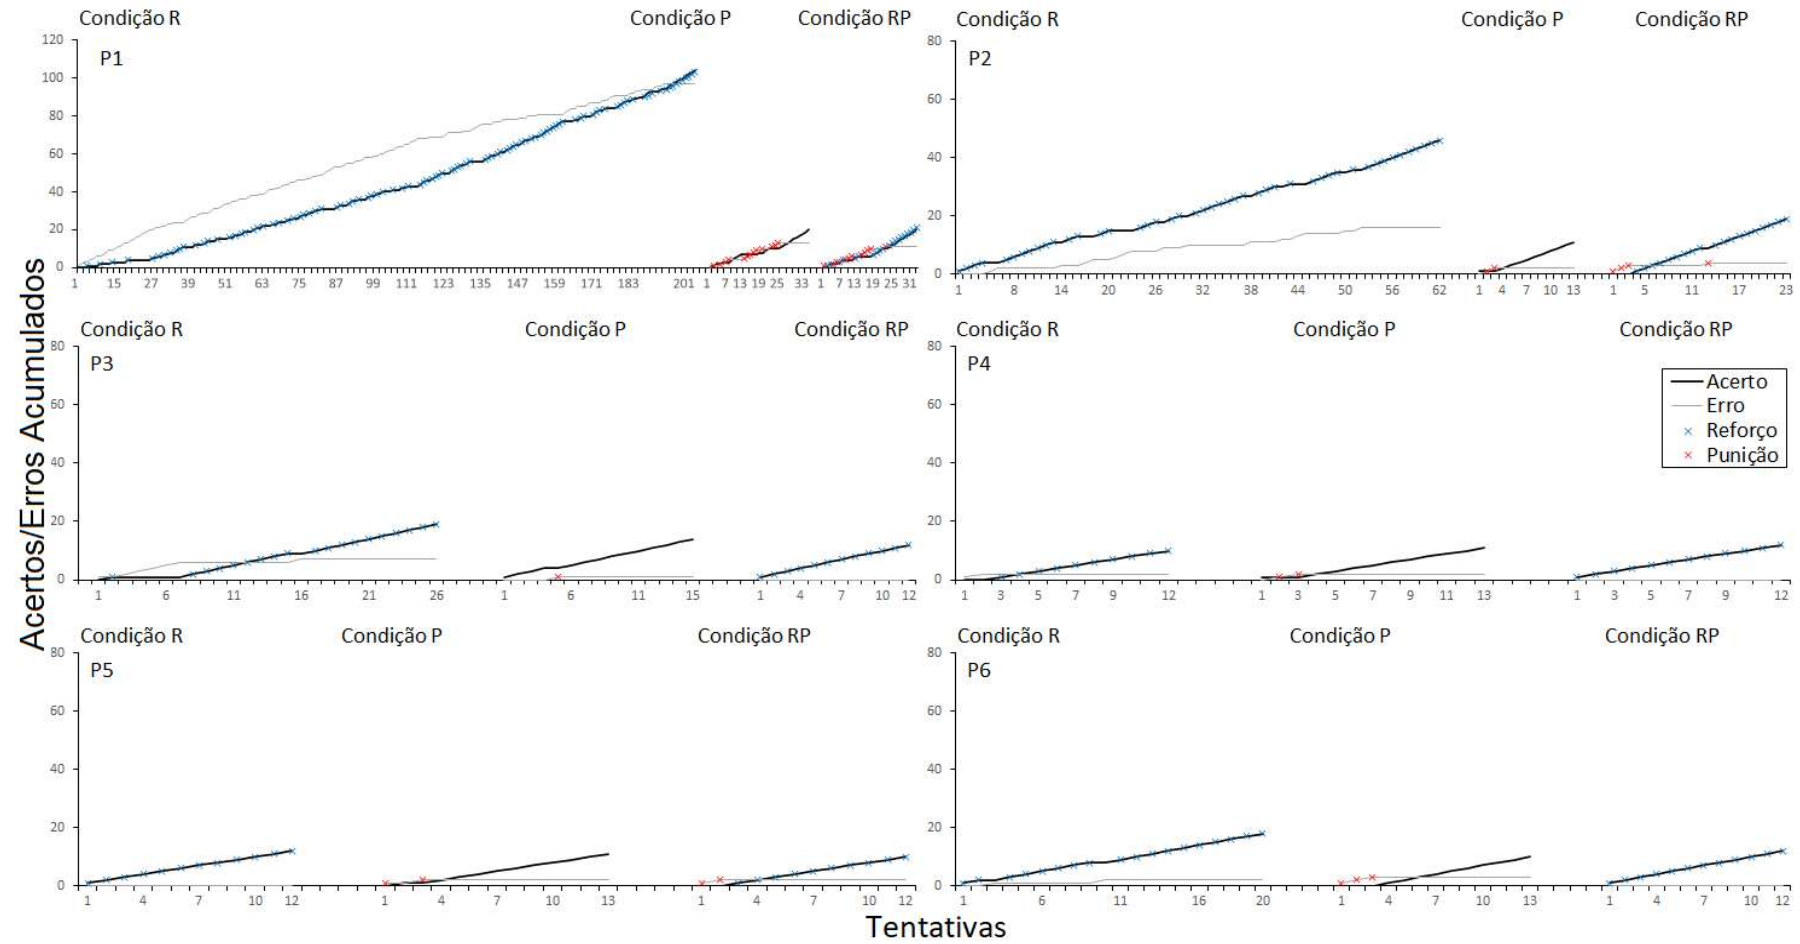 Condição R Condição P Condição RP
P1
120
100
80
60
40
20
0
1 15 27 39 51 63 75 87 99 111 123 135 147 159 171 183 201 1 7 13 19 25 33 1 7 13 19 25 31
Condição R Condição P Condição RP
P2
80
60
40
20
0
1 8 14 20 26 32 38 44 50 56 62 1 4 7 10 13 1 5 11 17 23
Condição R Condição P Condição RP
P3
80
60
40
20
0
1 6 11 16 21 26 1 6 11 15 1 4 7 10 12
Condição R Condição P Condição RP
P4
80
60
40
20
0
1 3 5 7 9 12 1 3 5 7 9 11 13 1 3 5 7 9 12
Acerto
Erro
Reforço
Punição
Condição R Condição P Condição RP
P5
80
60
40
20
0
1 4 7 10 12 1 4 7 10 13 1 4 7 10 12
Condição R Condição P Condição RP
P6
80
60
40
20
0
1 6 11 16 20 1 4 7 10 13 1 4 7 10 12
Acertos/Erros Acumulados
Tentativas